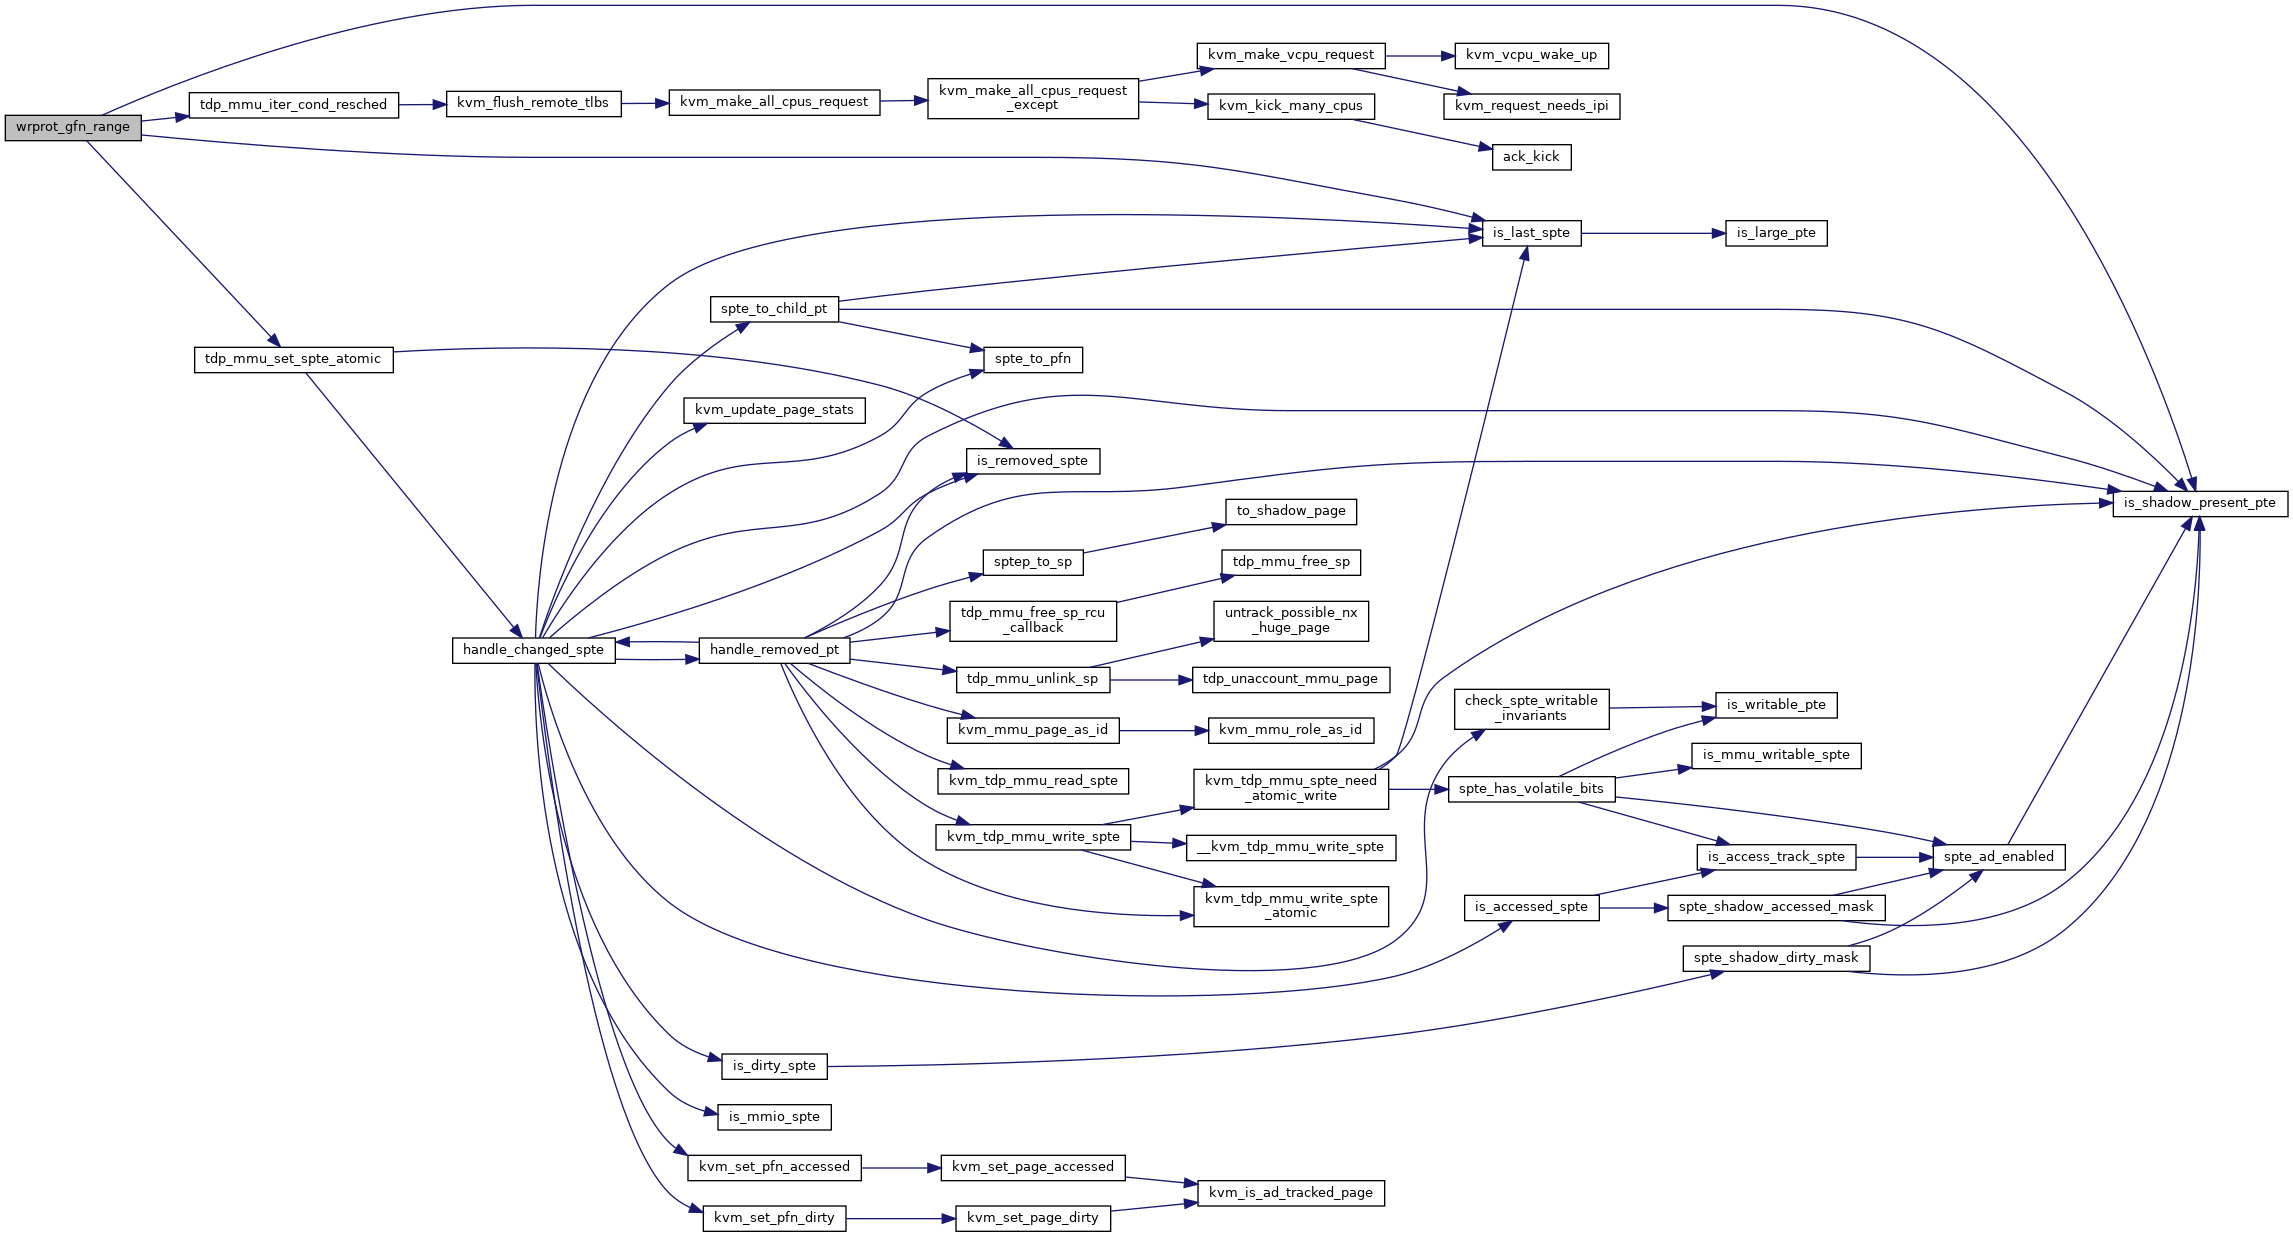 wrprot_gfn_range
tdp_mmu_iter_cond_resched
kvm_flush_remote_tlbs
kvm_make_all_cpus_request
kvm_make_all_cpus_request
_except
kvm_make_vcpu_request
kvm_vcpu_wake_up
kvm_request_needs_ipi
kvm_kick_many_cpus
ack_kick
is_last_spte
is_large_pte
spte_to_child_pt
tdp_mmu_set_spte_atomic
spte_to_pfn
kvm_update_page_stats
is_removed_spte
is_shadow_present_pte
to_shadow_page
sptep_to_sp
tdp_mmu_free_sp
tdp_mmu_free_sp_rcu
_callback
untrack_possible_nx
_huge_page
handle_changed_spte
handle_removed_pt
tdp_mmu_unlink_sp
tdp_unaccount_mmu_page
check_spte_writable
_invariants
is_writable_pte
kvm_mmu_page_as_id
kvm_mmu_role_as_id
is_mmu_writable_spte
kvm_tdp_mmu_read_spte
kvm_tdp_mmu_spte_need
_atomic_write
spte_has_volatile_bits
kvm_tdp_mmu_write_spte
__kvm_tdp_mmu_write_spte
is_access_track_spte
spte_ad_enabled
kvm_tdp_mmu_write_spte
_atomic
is_accessed_spte
spte_shadow_accessed_mask
spte_shadow_dirty_mask
is_dirty_spte
is_mmio_spte
kvm_set_pfn_accessed
kvm_set_page_accessed
kvm_is_ad_tracked_page
kvm_set_pfn_dirty
kvm_set_page_dirty